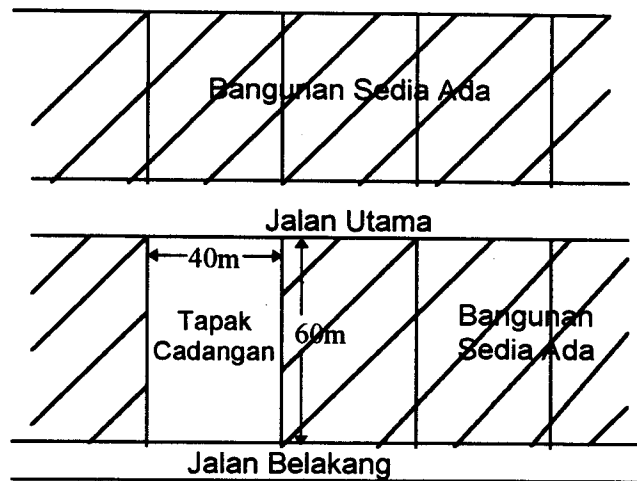 Bangunan Sedia Ada
Jalan Utama
40m
Tapak
Cadangan
60m
Bangunan
Sedia Ada
Jalan Belakang